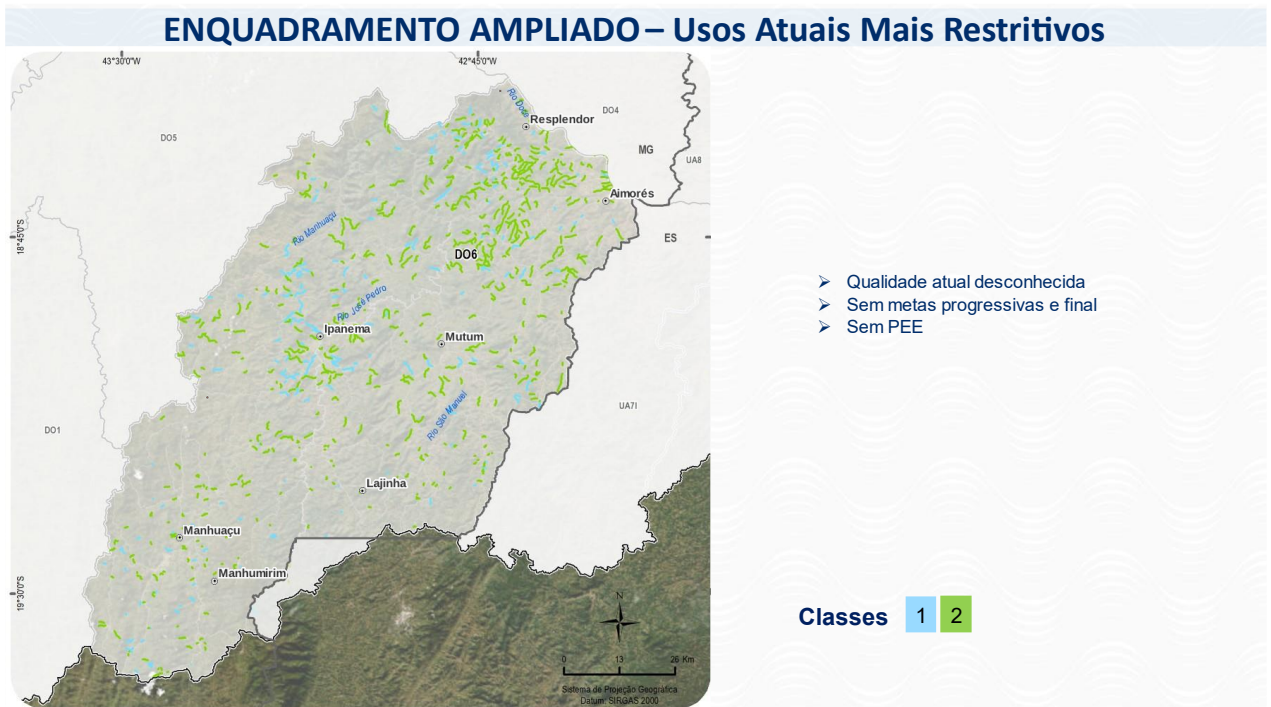 ENQUADRAMENTO AMPLIADO – Usos Atuais Mais Restritivos
43°30'0"W
42°45'0"W
Rio Doce
DO4
Resplendor
DO5
MG
UA8
Aimorés
Rio Manhuaçu
18°45'0"S
ES
DO6
➢ Qualidade atual desconhecida
Rio José Pedro
➢ Sem metas progressivas e final
Ipanema
➢ Sem PEE
Mutum
Rio São Manuel
UA7I
DO1
Lajinha
Manhuaçu
Manhumirim
19°30'0"S
N
Classes 1 2
0 13 26 Km
Sistema de Projeção Geográfica
Datum: SIRGAS 2000